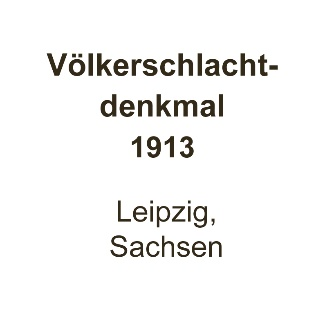 Völkerschlacht-
denkmal
1913
Leipzig,
Sachsen